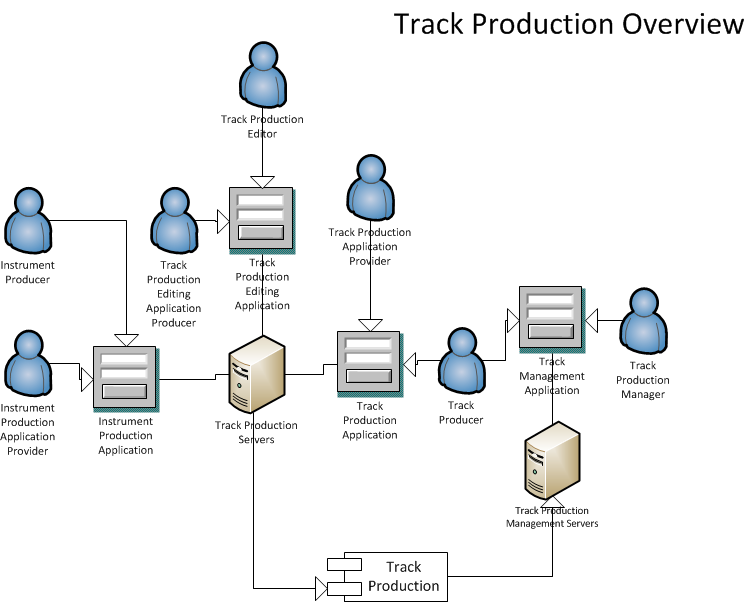 Track Production Overview
Track Production
Editor
Instrument
Producer
Track
Production
Editing
Application
Producer
Track
Production
Editing
Application
Track Production
Application
Provider
Instrument
Production
Application
Provider
Instrument
Production
Application
Track Production
Servers
Track
Production
Application
Track
Producer
Track
Management
Application
Track
Production
Manager
Track Production
Management Servers
Track
Production